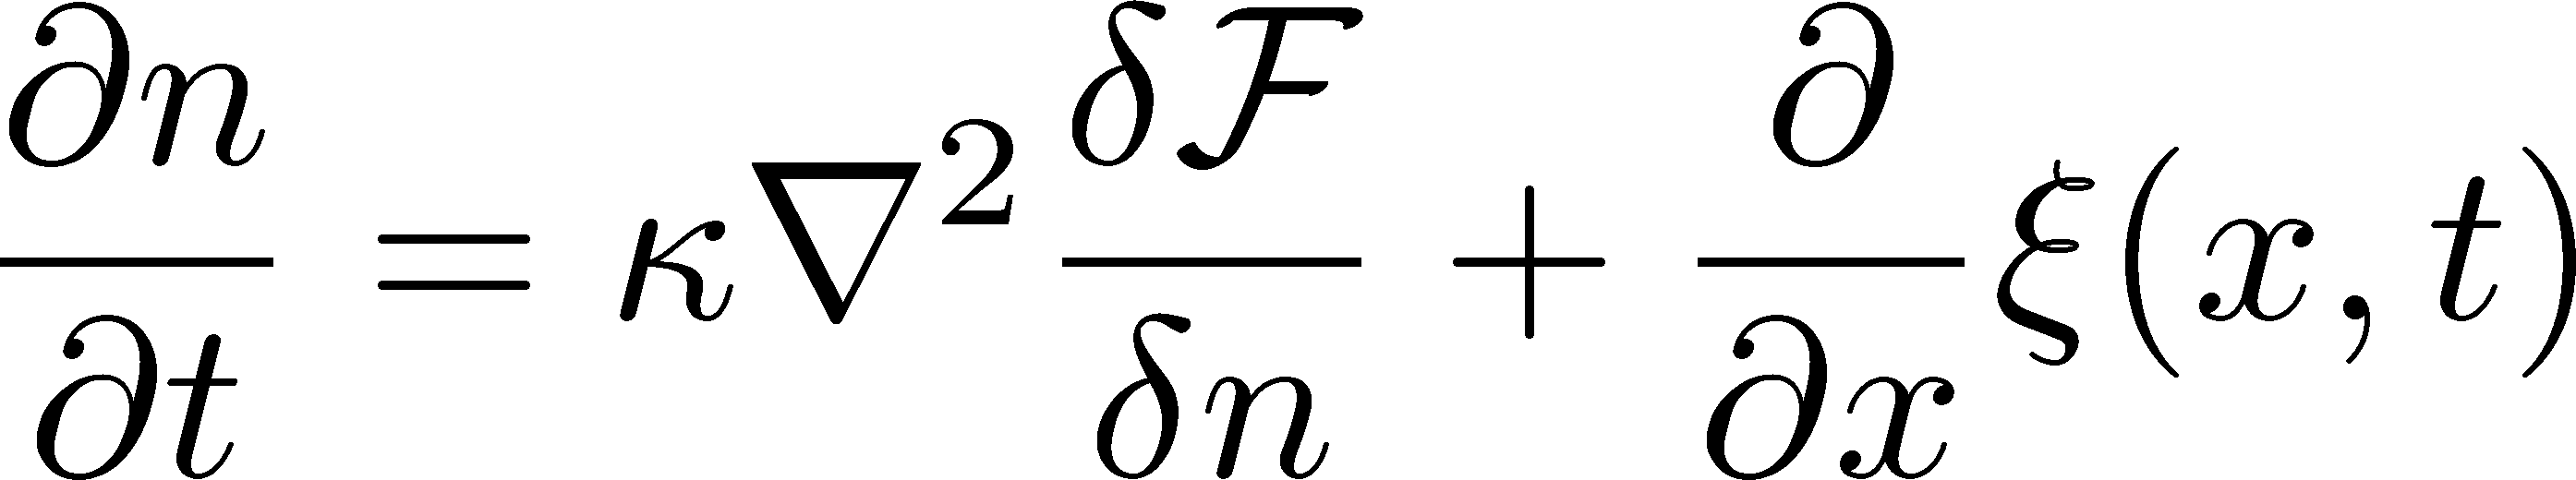 ∂n/∂t = κ∇² δℱ/δn + ∂/∂x ξ(x, t)